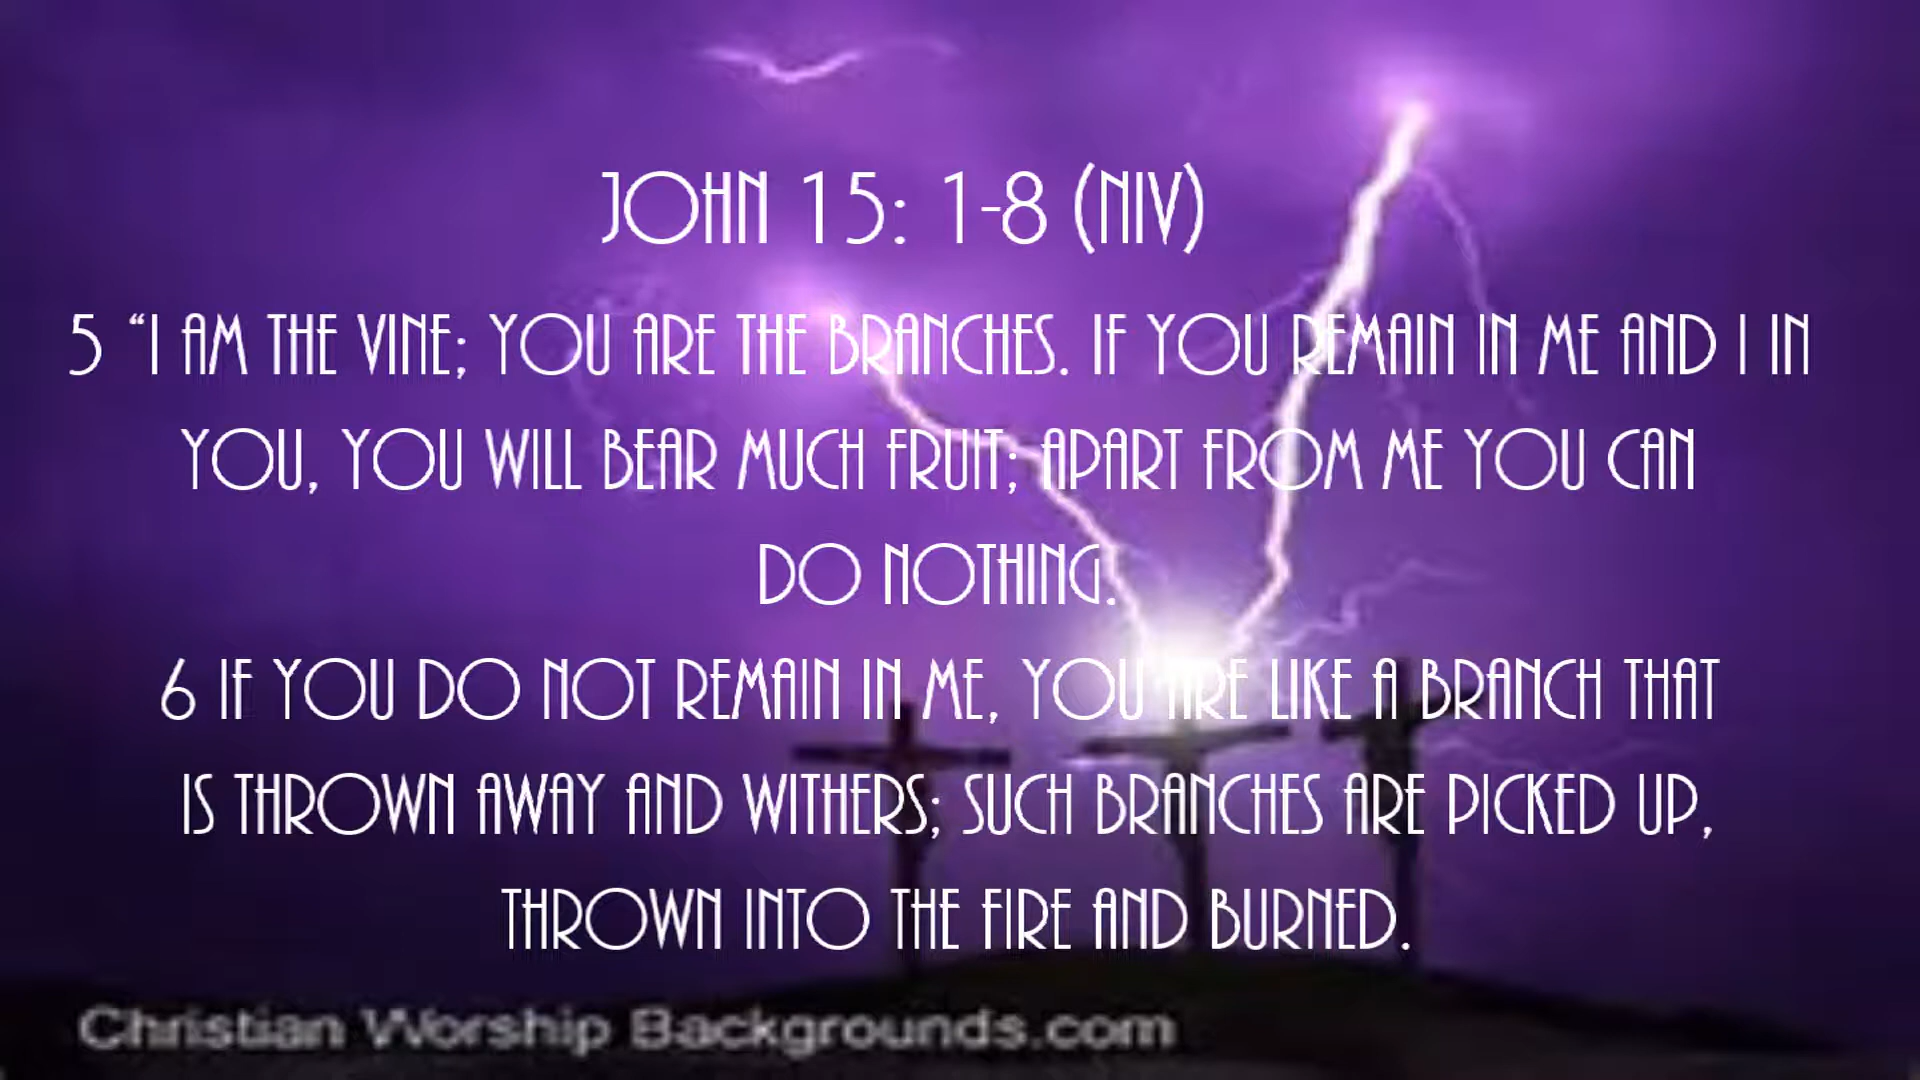 JOHN 15: 1-8 (NIV)
5 “I AM THE VINE; YOU ARE THE BRANCHES. IF YOU REMAIN IN ME AND I IN
YOU, YOU WILL BEAR MUCH FRUIT; APART FROM ME YOU CAN
DO NOTHING.
6 IF YOU DO NOT REMAIN IN ME, YOU ARE LIKE A BRANCH THAT
IS THROWN AWAY AND WITHERS; SUCH BRANCHES ARE PICKED UP,
THROWN INTO THE FIRE AND BURNED.
Christian Worship Backgrounds.com